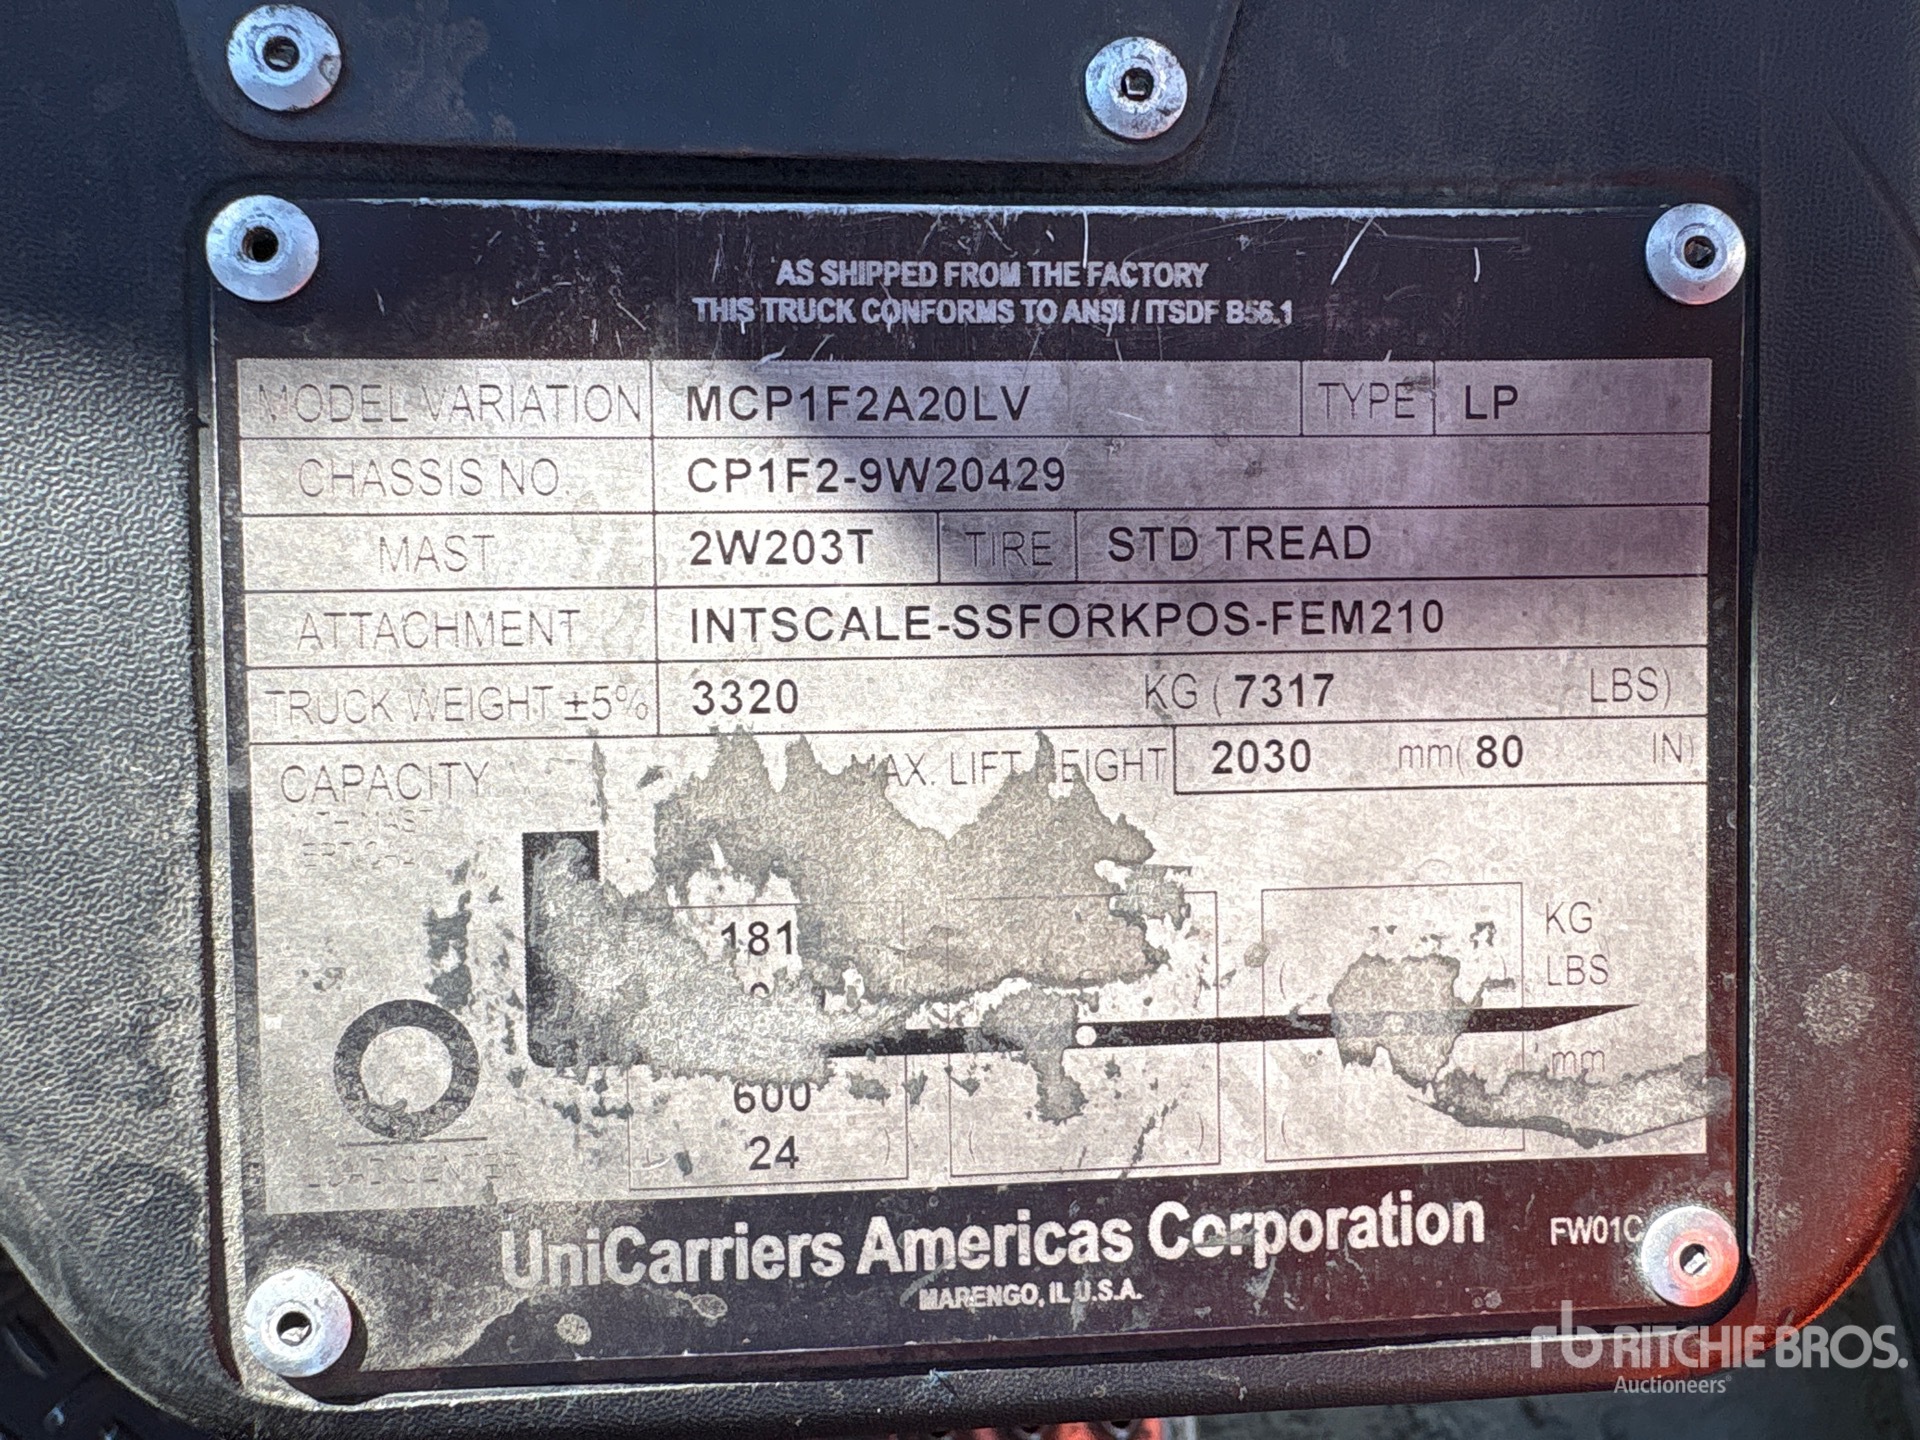 AS SHIPPED FROM THE FACTORY
THIS TRUCK CONFORMS TO ANSI / ITSDF B56.1
MODEL VARIATION MCP1F2A20LV TYPE LP
CHASSIS NO. CP1F2-9W20429
MAST 2W203T TIRE STD TREAD
ATTACHMENT INTSCALE-SSFORKPOS-FEM210
TRUCK WEIGHT ±5% 3320 KG ( 7317 LBS)
CAPACITY MAX. LIFT HEIGHT 2030 mm( 80 IN)
181 KG
LBS
mm
600
24
UniCarriers Americas Corporation FW01C
MARENGO, IL U.S.A.
rb RITCHIE BROS.
Auctioneers